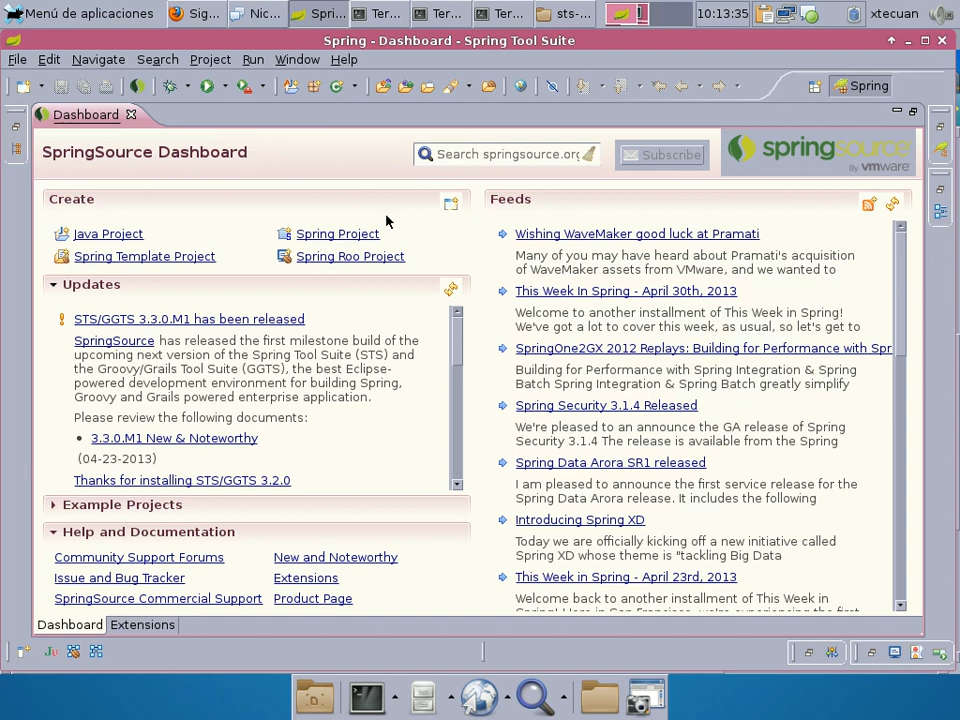 Menú de aplicaciones
Sig...
Nic...
Spri...
Ter...
Ter...
Ter...
sts-...
10:13:35
xtecuan
Spring - Dashboard - Spring Tool Suite
File Edit Navigate Search Project Run Window Help
Spring
Dashboard
SpringSource Dashboard
Search springsource.org
Subscribe
springsource
By vmware
Create
Java Project
Spring Project
Spring Template Project
Spring Roo Project
Updates
STS/GGTS 3.3.0.M1 has been released
SpringSource has released the first milestone build of the
upcoming next version of the Spring Tool Suite (STS) and
the Groovy/Grails Tool Suite (GGTS), the best Eclipse-
powered development environment for building Spring,
Groovy and Grails powered enterprise application.
Please review the following documents:
• 3.3.0.M1 New & Noteworthy
(04-23-2013)
Thanks for installing STS/GGTS 3.2.0
Example Projects
Help and Documentation
Community Support Forums
New and Noteworthy
Issue and Bug Tracker
Extensions
SpringSource Commercial Support
Product Page
Feeds
Wishing WaveMaker good luck at Pramati
Many of you may have heard about Pramati's acquisition
of WaveMaker assets from VMware, and we wanted to
This Week In Spring - April 30th, 2013
Welcome to another installment of This Week in Spring!
We've got a lot to cover this week, as usual, so let's get to
SpringOne2GX 2012 Replays: Building for Performance with Spr
Building for Performance with Spring Integration & Spring
Batch Spring Integration & Spring Batch greatly simplify
Spring Security 3.1.4 Released
We're pleased to an announce the GA release of Spring
Security 3.1.4 The release is available from the Spring
Spring Data Arora SR1 released
I am pleased to announce the first service release for the
Spring Data Arora release. It includes the following
Introducing Spring XD
Today we are officially kicking off a new initiative called
Spring XD whose theme is "tackling Big Data
This Week in Spring - April 23rd, 2013
Welcome back to another installment of This Week in
Dashboard Extensions
Ju